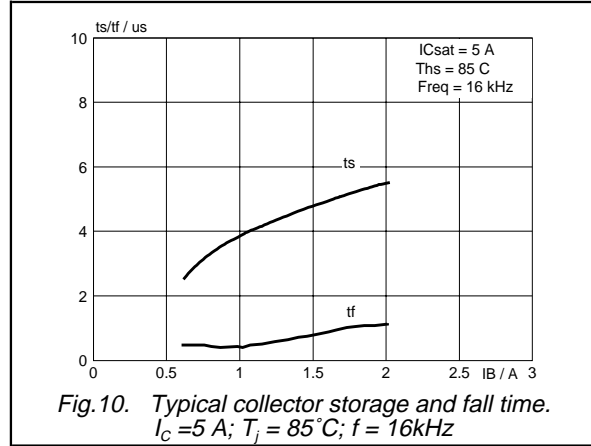 ts/tf / us
10
8
6
4
2
0
ICsat = 5 A
Ths = 85 C
Freq = 16 kHz
ts
tf
0 0.5 1 1.5 2 2.5 IB / A 3
Fig.10. Typical collector storage and fall time.
IC =5 A; Tj = 85˚C; f = 16kHz